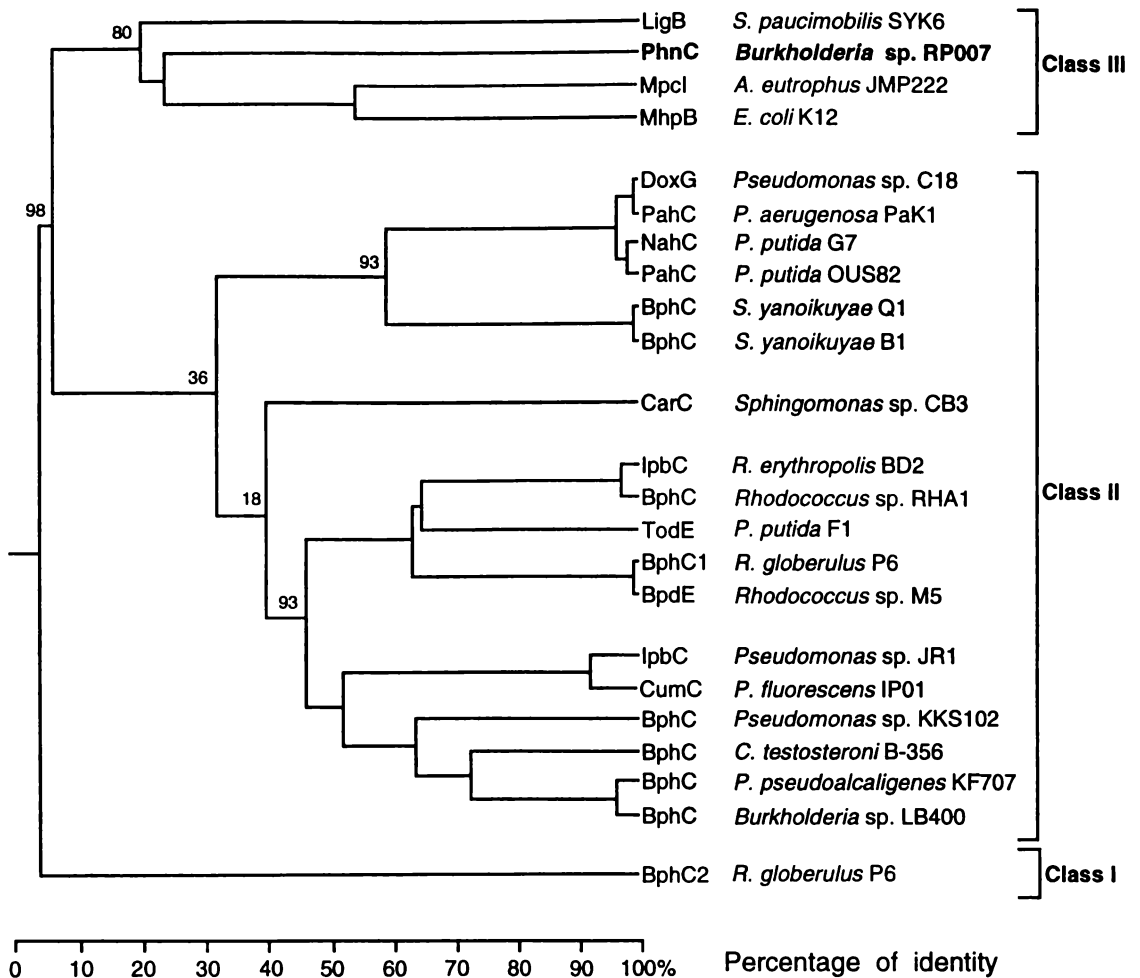 80
LigB S. paucimobilis SYK6
PhnC Burkholderia sp. RP007
Class III
MpcI A. eutrophus JMP222
MhpB E. coli K12
98
DoxG Pseudomonas sp. C18
PahC P. aerugenosa PaK1
NahC P. putida G7
93
PahC P. putida OUS82
BphC S. yanoikuyae Q1
BphC S. yanoikuyae B1
36
CarC Sphingomonas sp. CB3
IpbC R. erythropolis BD2
18
BphC Rhodococcus sp. RHA1
Class II
TodE P. putida F1
BphC1 R. globerulus P6
93
BpdE Rhodococcus sp. M5
IpbC Pseudomonas sp. JR1
CumC P. fluorescens IP01
BphC Pseudomonas sp. KKS102
BphC C. testosteroni B-356
BphC P. pseudoalcaligenes KF707
BphC Burkholderia sp. LB400
BphC2 R. globerulus P6
Class I
0 10 20 30 40 50 60 70 80 90 100%
Percentage of identity